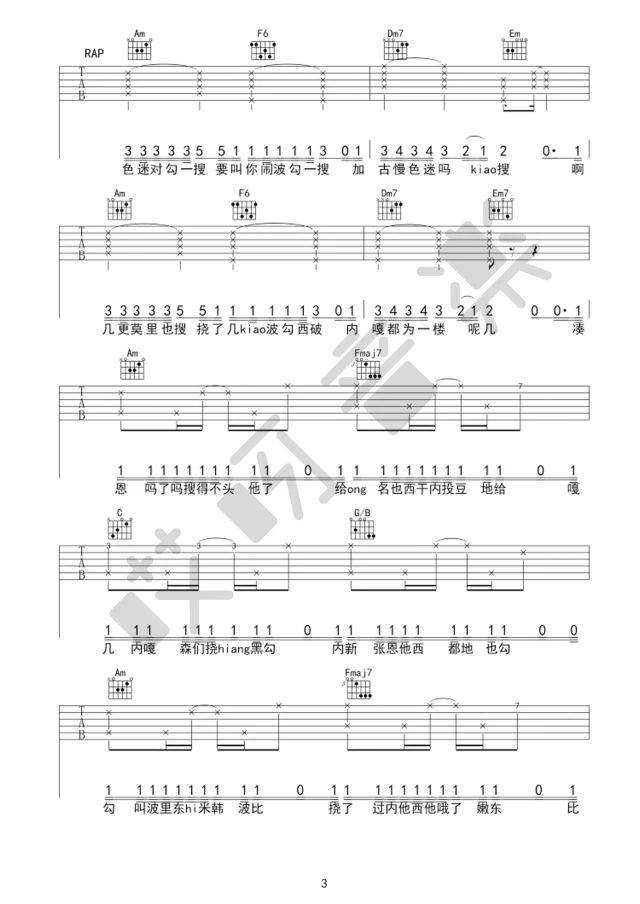 Am F6 Dm7 Em
RAP
T A B
3 3 3 3 3 5 5 1 1 1 1 1 1 3 0 1 3 4 3 4 3 2 1 2 0· 1
色迷对勾一搜 要叫你闹波勾一搜 加 古慢色迷吗 kiao搜 啊
Am F6 Dm7 Em7
T A B
3 3 3 3 3 5 5 1 1 1 1 1 1 3 0 1 3 4 3 4 3 2 1 2 0 0· 1
几更莫里也搜 挠了几kiao波勾西破 内 嘎都为一楼 呢几 凑
Am Fmaj7
7
T A B
1 1 1 1 1 1 1 1 1 0 1 1 1 1 1 1 1 1 1 1 0 1
恩 吗了吗搜得不头 他了 给ong 名也西干内投豆 地给 嘎
C G/B
3 3 3
T A B
1 1 1 1 1 1 1 1 1 0 1 1 1 1 1 1 1 1 1 0 0
几 内嘎 森们挠hiang黑勾 内新 张恩他西 都地 也勾
Am Fmaj7
7
T A B
1 1 1 1 1 1 1 1 1 0 1 1 1 1 1 1 1 1 1 1 0 1
勾 叫波里东hi米韩 波比 挠了 过内他西他哦了 嫩东 比
3